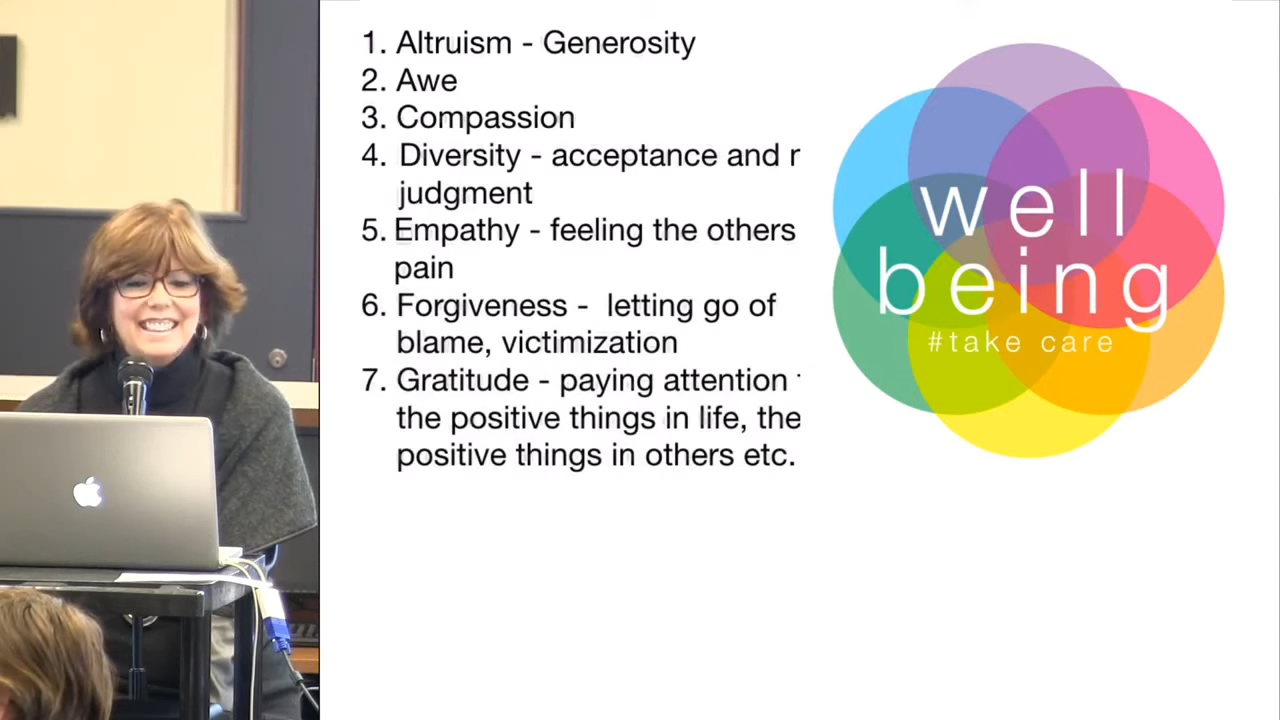 1. Altruism - Generosity
2. Awe
3. Compassion
4. Diversity - acceptance and
judgment
5. Empathy - feeling the others
pain
6. Forgiveness - letting go of
blame, victimization
7. Gratitude - paying attention
the positive things in life, the
positive things in others etc.
well
being
#take care